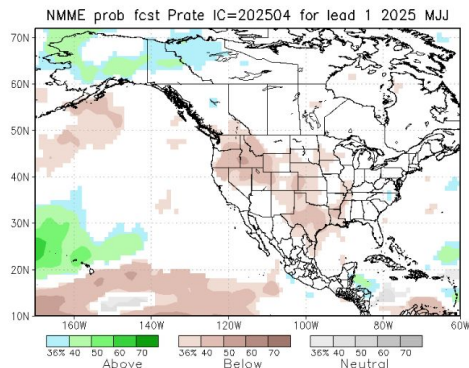 NMME prob fcst Prate IC=202504 for lead 1 2025 MJJ
70N
60N
50N
40N
30N
20N
10N
160W 140W 120W 100W 80W 60W
36% 40 50 60 70 36% 40 50 60 70 36% 40 50 60 70
Above Below Neutral